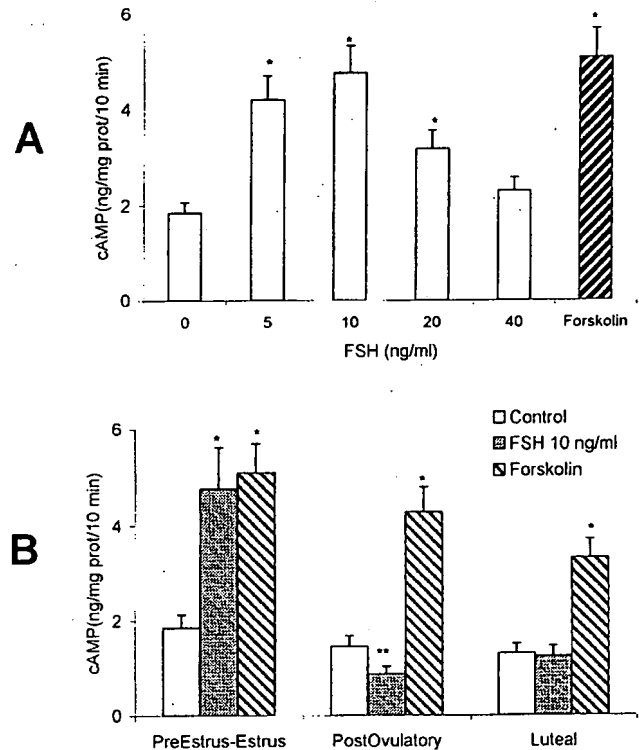 A
cAMP(ng/mg prot/10 min)
6
4
2
0
*
*
*
*
0 5 10 20 40 Forskolin
FSH (ng/ml)
B
cAMP(ng/mg prot/10 min)
Control
FSH 10 ng/ml
Forskolin
6
4
2
0
* *
**
*
*
PreEstrus-Estrus PostOvulatory Luteal